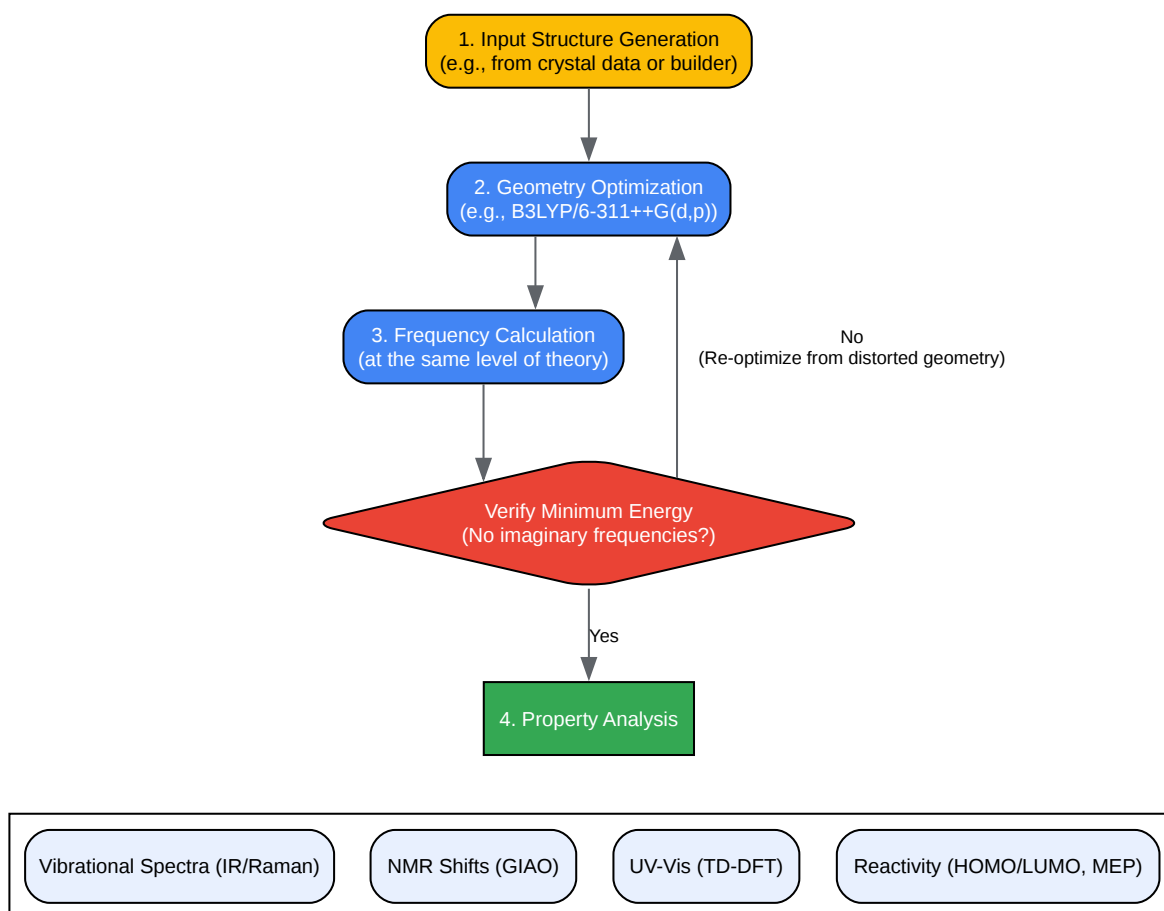 1. Input Structure Generation
(e.g., from crystal data or builder)
2. Geometry Optimization
(e.g., B3LYP/6-311++G(d,p))
3. Frequency Calculation
(at the same level of theory)
No
(Re-optimize from distorted geometry)
Verify Minimum Energy
(No imaginary frequencies?)
Yes
4. Property Analysis
Vibrational Spectra (IR/Raman)
NMR Shifts (GIAO)
UV-Vis (TD-DFT)
Reactivity (HOMO/LUMO, MEP)